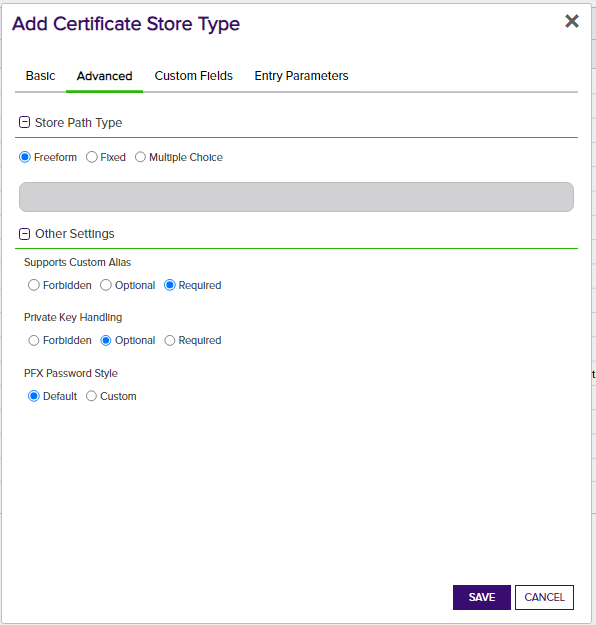 Add Certificate Store Type
Basic Advanced Custom Fields Entry Parameters
Store Path Type
Freeform Fixed Multiple Choice
Other Settings
Supports Custom Alias
Forbidden Optional Required
Private Key Handling
Forbidden Optional Required
t
PFX Password Style
Default Custom
SAVE CANCEL